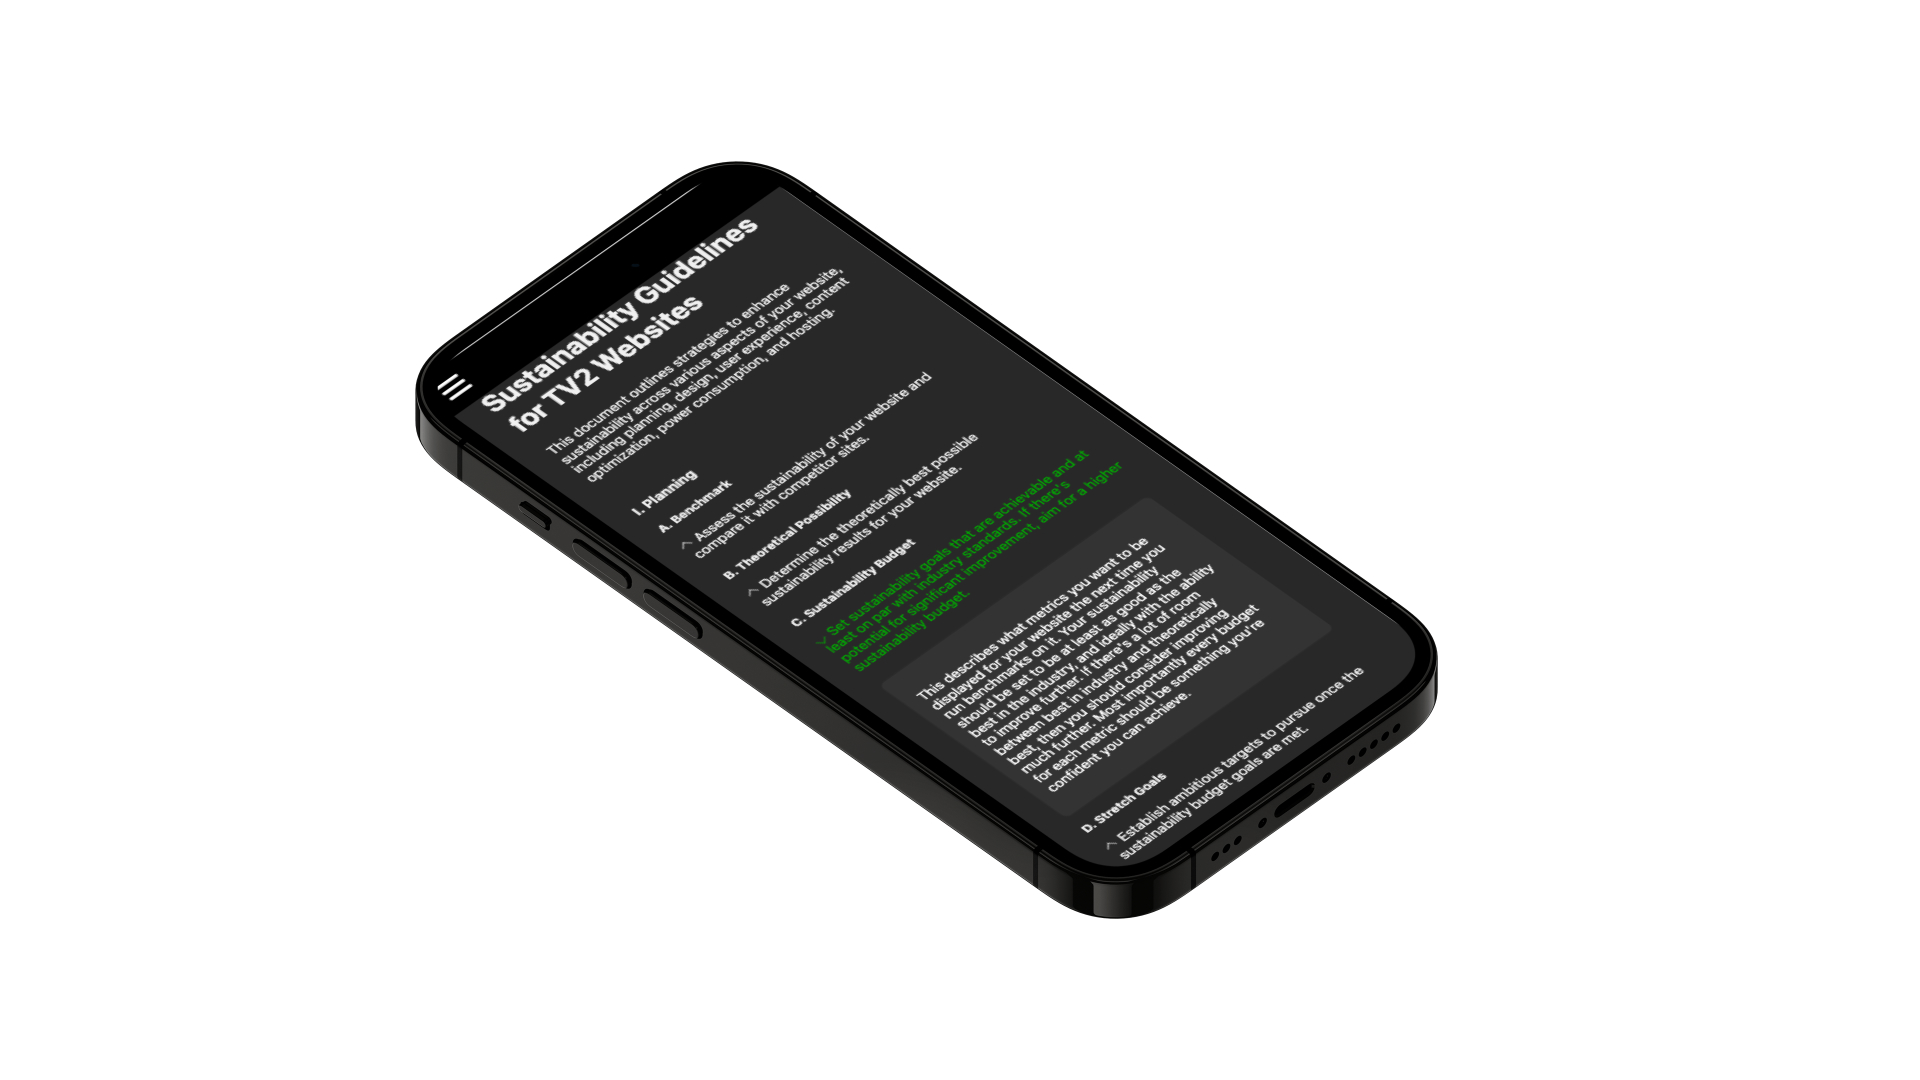 Sustainability Guidelines
for TV2 Websites
This document outlines strategies to enhance
sustainability across various aspects of your website,
including planning, design, user experience, content
optimization, power consumption, and hosting.
I. Planning
A. Benchmark
Assess the sustainability of your website and
compare it with competitor sites.
B. Theoretical Possibility
Determine the theoretically best possible
sustainability results for your website.
C. Sustainability Budget
Set sustainability goals that are achievable and at
least on par with industry standards. If there's
potential for significant improvement, aim for a higher
sustainability budget.
This describes what metrics you want to be
displayed for your website the next time you
run benchmarks on it. Your sustainability
should be set to be at least as good as the
best in the industry, and ideally with the ability
to improve further. If there's a lot of room
between best in industry and theoretically
best, then you should consider improving
much further. Most importantly every budget
for each metric should be something you're
confident you can achieve.
D. Stretch Goals
Establish ambitious targets to pursue once the
sustainability budget goals are met.